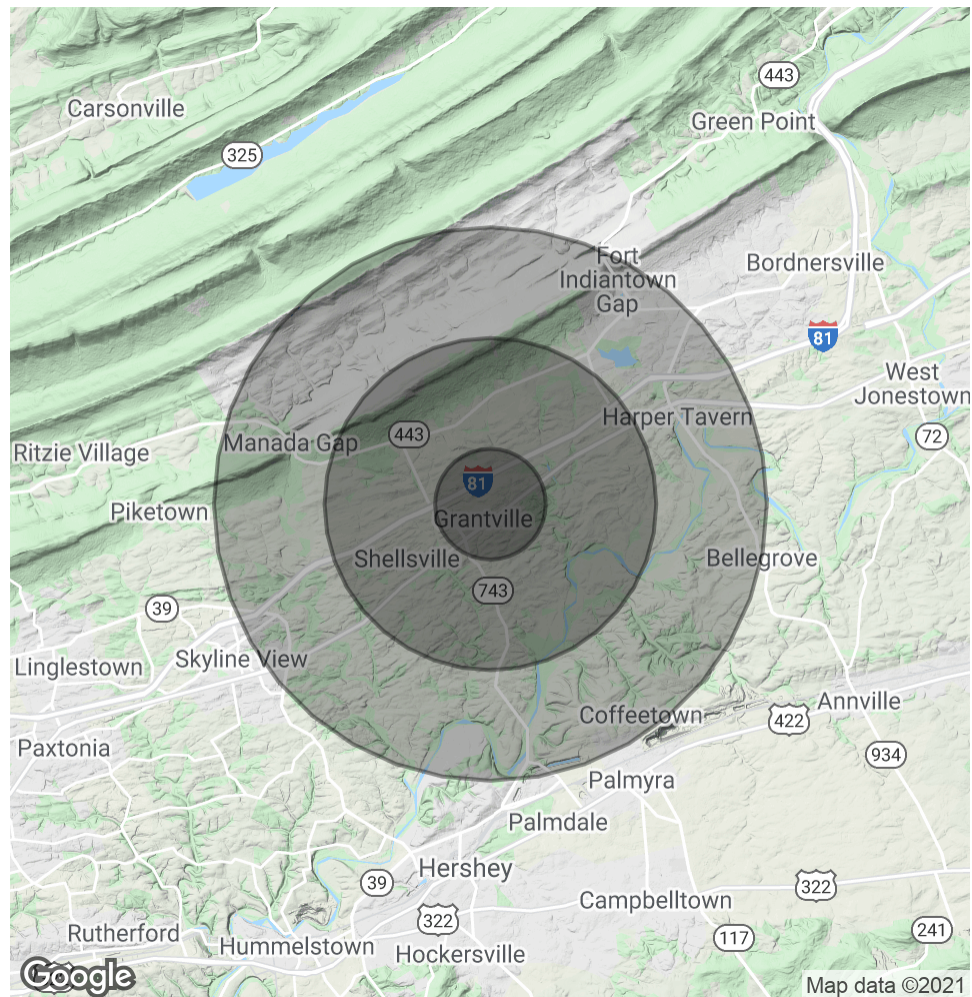 443
Carsonville
Green Point
325
Fort
Indiantown
Gap
Bordnersville
81
West
Jonestown
Harper Tavern
443
72
Manada Gap
Ritzie Village
81
Piketown
Grantville
Shellsville
Bellegrove
743
39
Linglestown
Skyline View
Annville
Coffeetown
422
Paxtonia
934
Palmyra
Palmdale
Hershey
39
322
Campbelltown
322
Rutherford
241
117
Hummelstown
Hockersville
Google
Map data ©2021